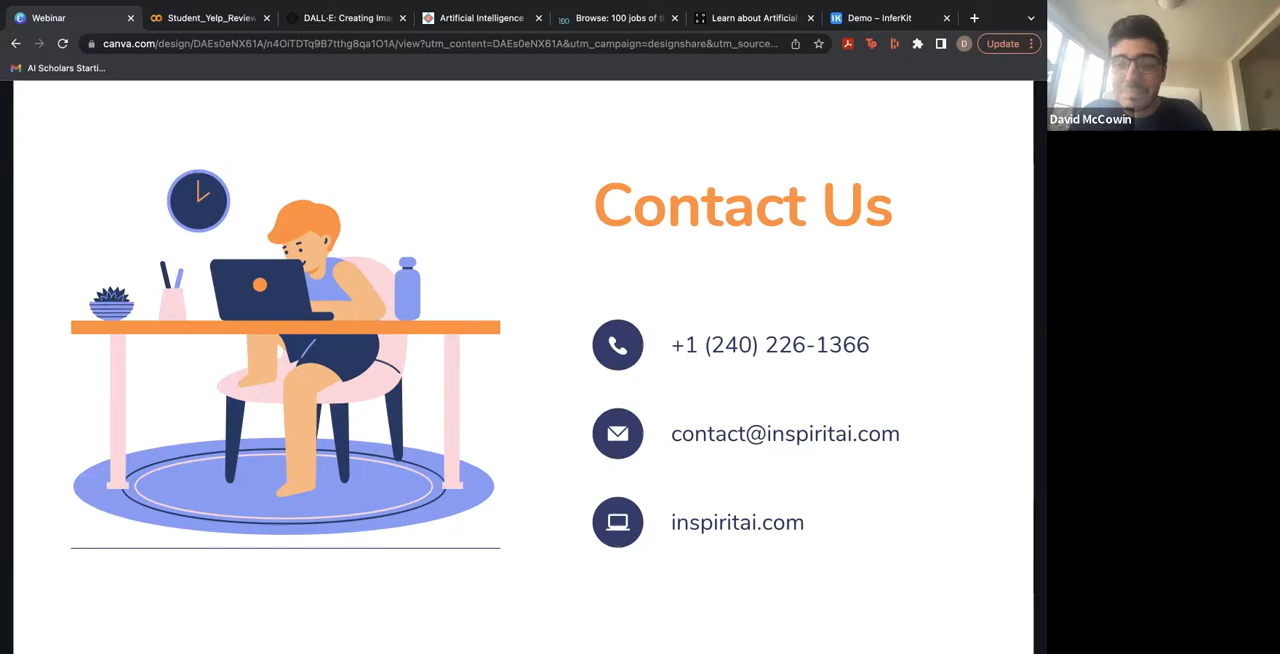 Webinar
Student_Yelp_Review
DALL-E: Creating Ima
Artificial Intelligence
Browse: 100 jobs of t
Learn about Artificial
Demo – InferKit
canva.com/design/DAEs0eNX61A/n4OiTDTq9B7tthg8qa1O1A/view?utm_content=DAEs0eNX61A&utm_campaign=designshare&utm_source...
D
Update
AI Scholars Starti...
David McCowin
Contact Us
+1 (240) 226-1366
contact@inspiritai.com
inspiritai.com